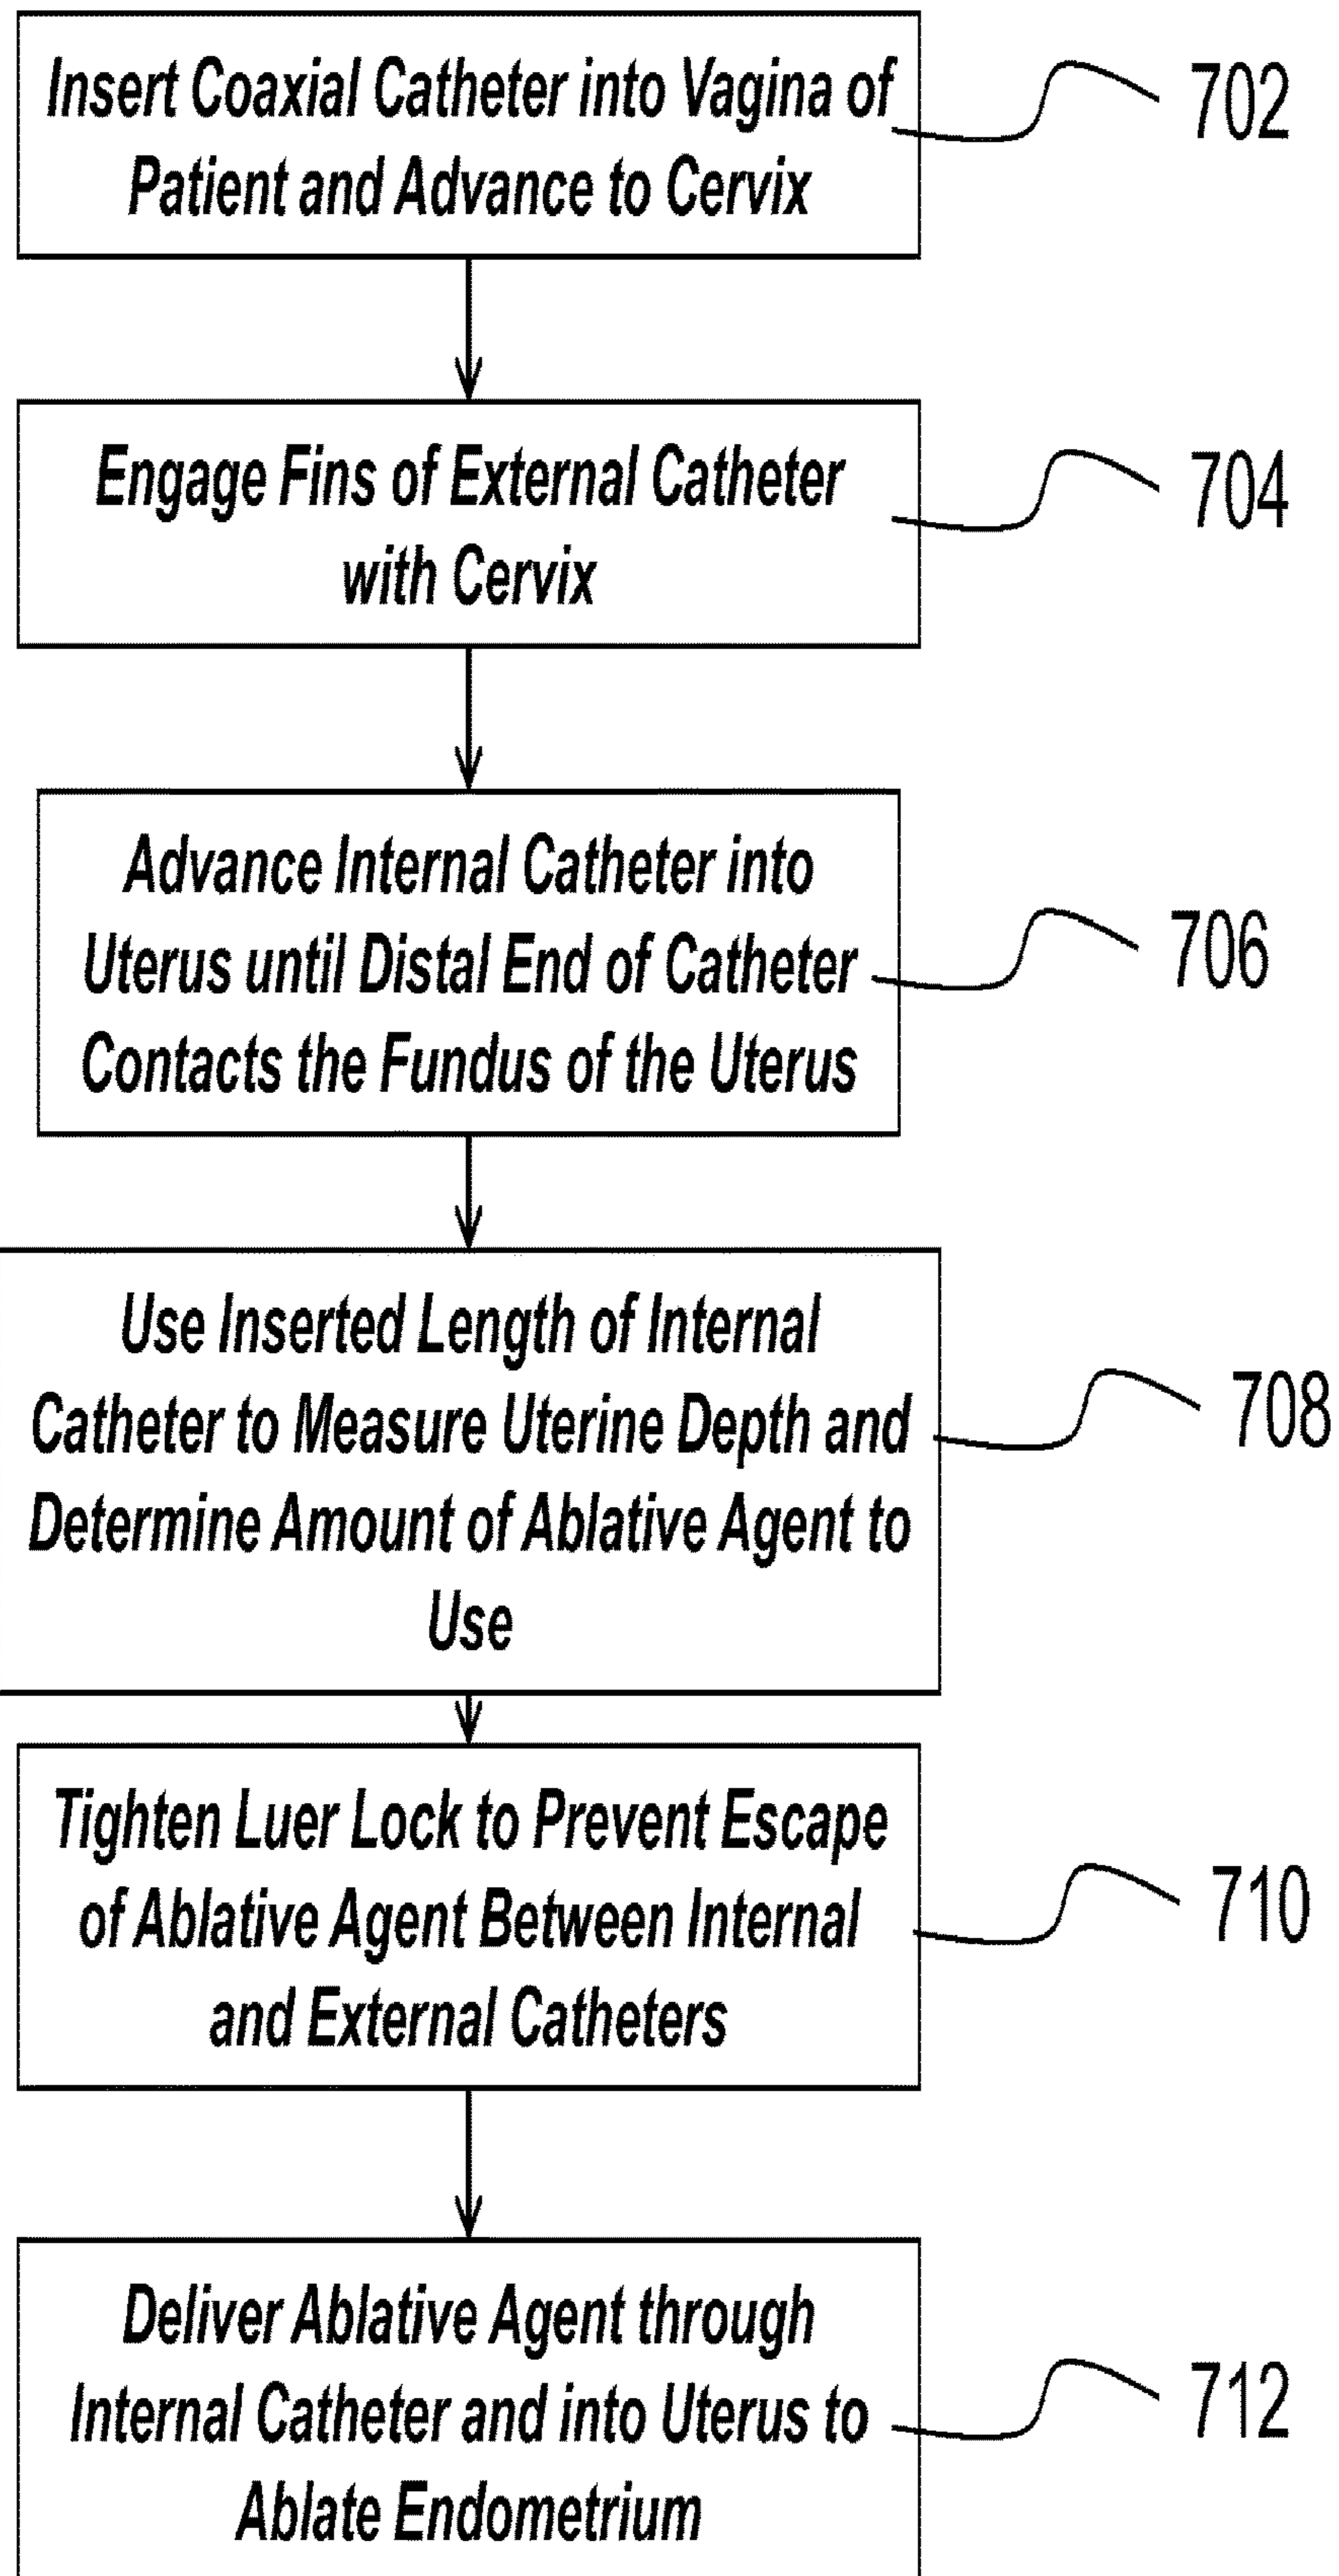 Insert Coaxial Catheter into Vagina of
Patient and Advance to Cervix
702
Engage Fins of External Catheter
with Cervix
704
Advance Internal Catheter into
Uterus until Distal End of Catheter
Contacts the Fundus of the Uterus
706
Use Inserted Length of Internal
Catheter to Measure Uterine Depth and
Determine Amount of Ablative Agent to
Use
708
Tighten Luer Lock to Prevent Escape
of Ablative Agent Between Internal
and External Catheters
710
Deliver Ablative Agent through
Internal Catheter and into Uterus to
Ablate Endometrium
712